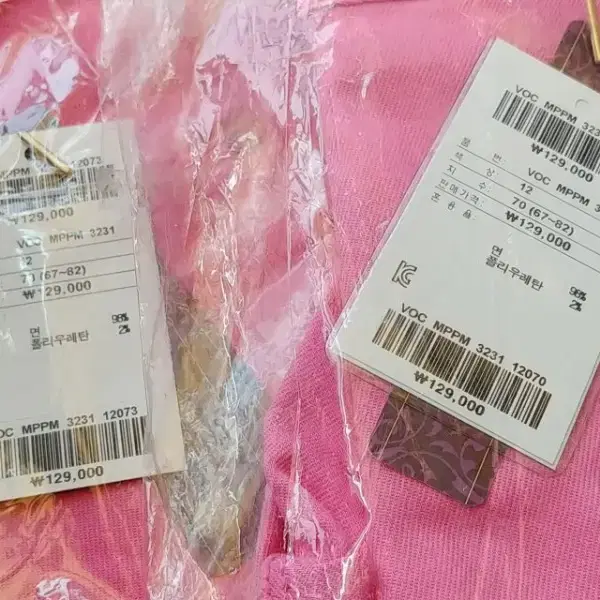 MPPM 12073
₩129,000
VOC MPPM 3231
12
70 (67~82)
₩129,000
면 98%
폴리우레탄 2%
VOC MPPM 3231 12073
₩129,000
VOC MPPM 323
₩129,000
품 번: VOC MPPM 3
색 상: 12
치 수: 70 (67~82)
판매가격: ₩129,000
혼 용 율:
면 98%
폴리우레탄 2%
VOC MPPM 3231 12070
₩129,000